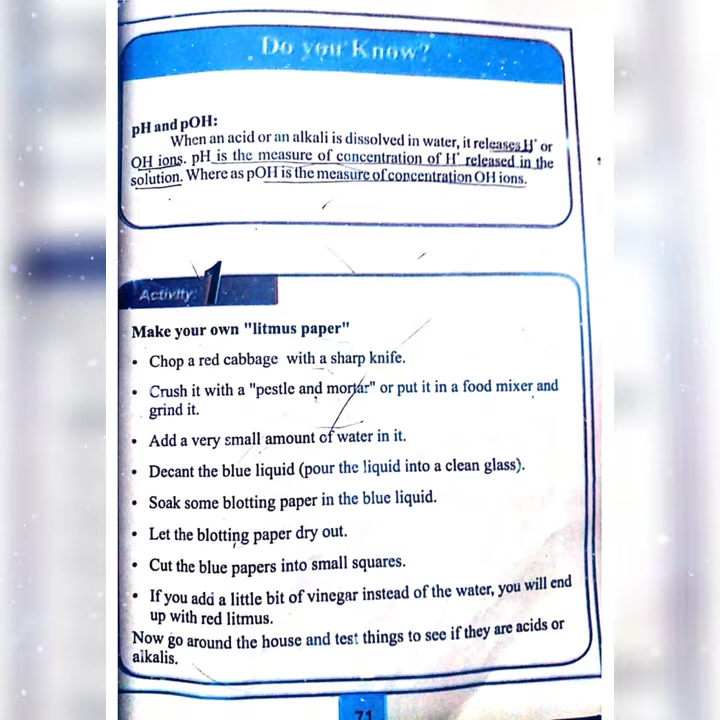 Do you Know?
pH and pOH:
When an acid or an alkali is dissolved in water, it releases H⁺ or
OH ions. pH is the measure of concentration of H⁺ released in the
solution. Where as pOH is the measure of concentration OH ions.
Activity: 1
Make your own "litmus paper"
• Chop a red cabbage with a sharp knife.
• Crush it with a "pestle and mortar" or put it in a food mixer and
grind it.
• Add a very small amount of water in it.
• Decant the blue liquid (pour the liquid into a clean glass).
• Soak some blotting paper in the blue liquid.
• Let the blotting paper dry out.
• Cut the blue papers into small squares.
• If you add a little bit of vinegar instead of the water, you will end
up with red litmus.
Now go around the house and test things to see if they are acids or
alkalis.
71